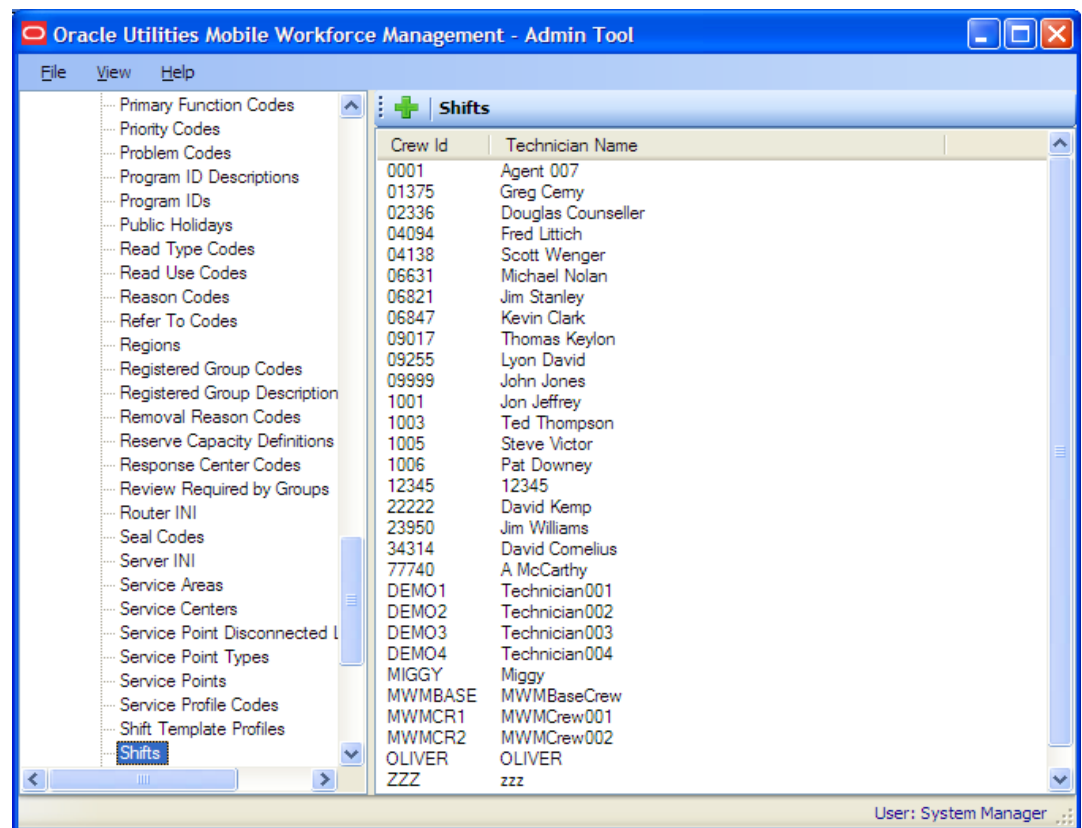 Oracle Utilities Mobile Workforce Management - Admin Tool
File View Help
Primary Function Codes
Priority Codes
Problem Codes
Program ID Descriptions
Program IDs
Public Holidays
Read Type Codes
Read Use Codes
Reason Codes
Refer To Codes
Regions
Registered Group Codes
Registered Group Description
Removal Reason Codes
Reserve Capacity Definitions
Response Center Codes
Review Required by Groups
Router INI
Seal Codes
Server INI
Service Areas
Service Centers
Service Point Disconnected L
Service Point Types
Service Points
Service Profile Codes
Shift Template Profiles
Shifts
Shifts
Crew Id Technician Name
0001 Agent 007
01375 Greg Cerny
02336 Douglas Counseller
04094 Fred Littich
04138 Scott Wenger
06631 Michael Nolan
06821 Jim Stanley
06847 Kevin Clark
09017 Thomas Keylon
09255 Lyon David
09999 John Jones
1001 Jon Jeffrey
1003 Ted Thompson
1005 Steve Victor
1006 Pat Downey
12345 12345
22222 David Kemp
23950 Jim Williams
34314 David Cornelius
77740 A McCarthy
DEMO1 Technician001
DEMO2 Technician002
DEMO3 Technician003
DEMO4 Technician004
MIGGY Miggy
MWMBASE MWMBaseCrew
MWMCR1 MWMCrew001
MWMCR2 MWMCrew002
OLIVER OLIVER
ZZZ zzz
User: System Manager